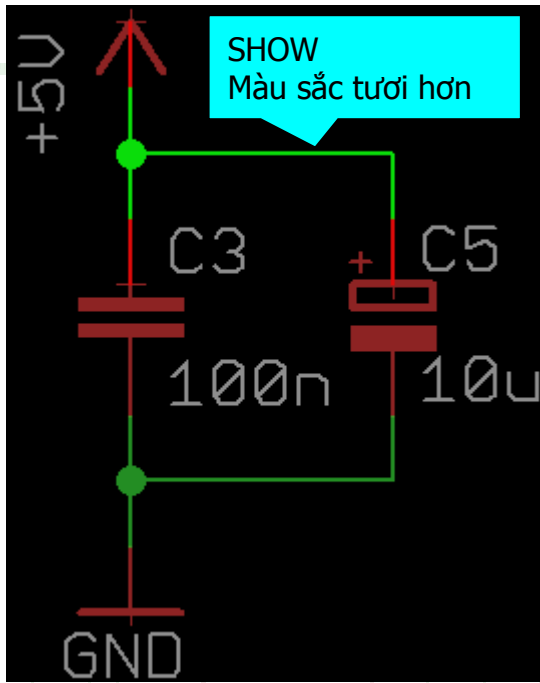 +5V
SHOW
Màu sắc tươi hơn
C3
+
C5
100n
10u
GND